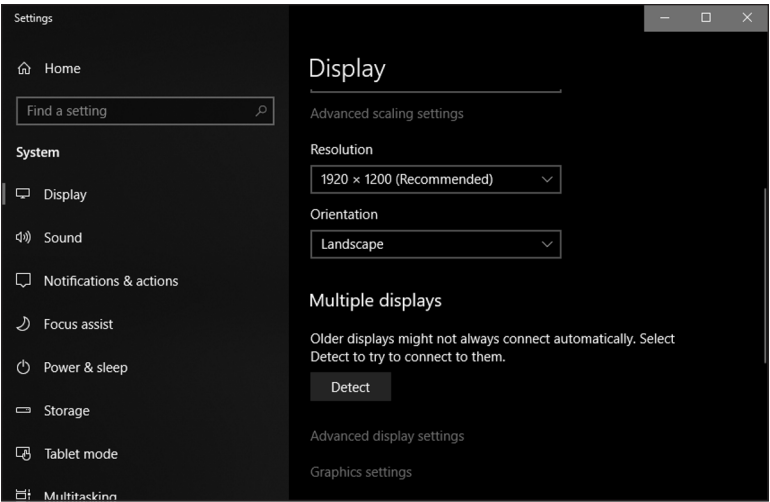 Settings
Home
Find a setting
System
Display
Sound
Notifications & actions
Focus assist
Power & sleep
Storage
Tablet mode
Multitasking
Display
Advanced scaling settings
Resolution
1920 × 1200 (Recommended)
Orientation
Landscape
Multiple displays
Older displays might not always connect automatically. Select
Detect to try to connect to them.
Detect
Advanced display settings
Graphics settings